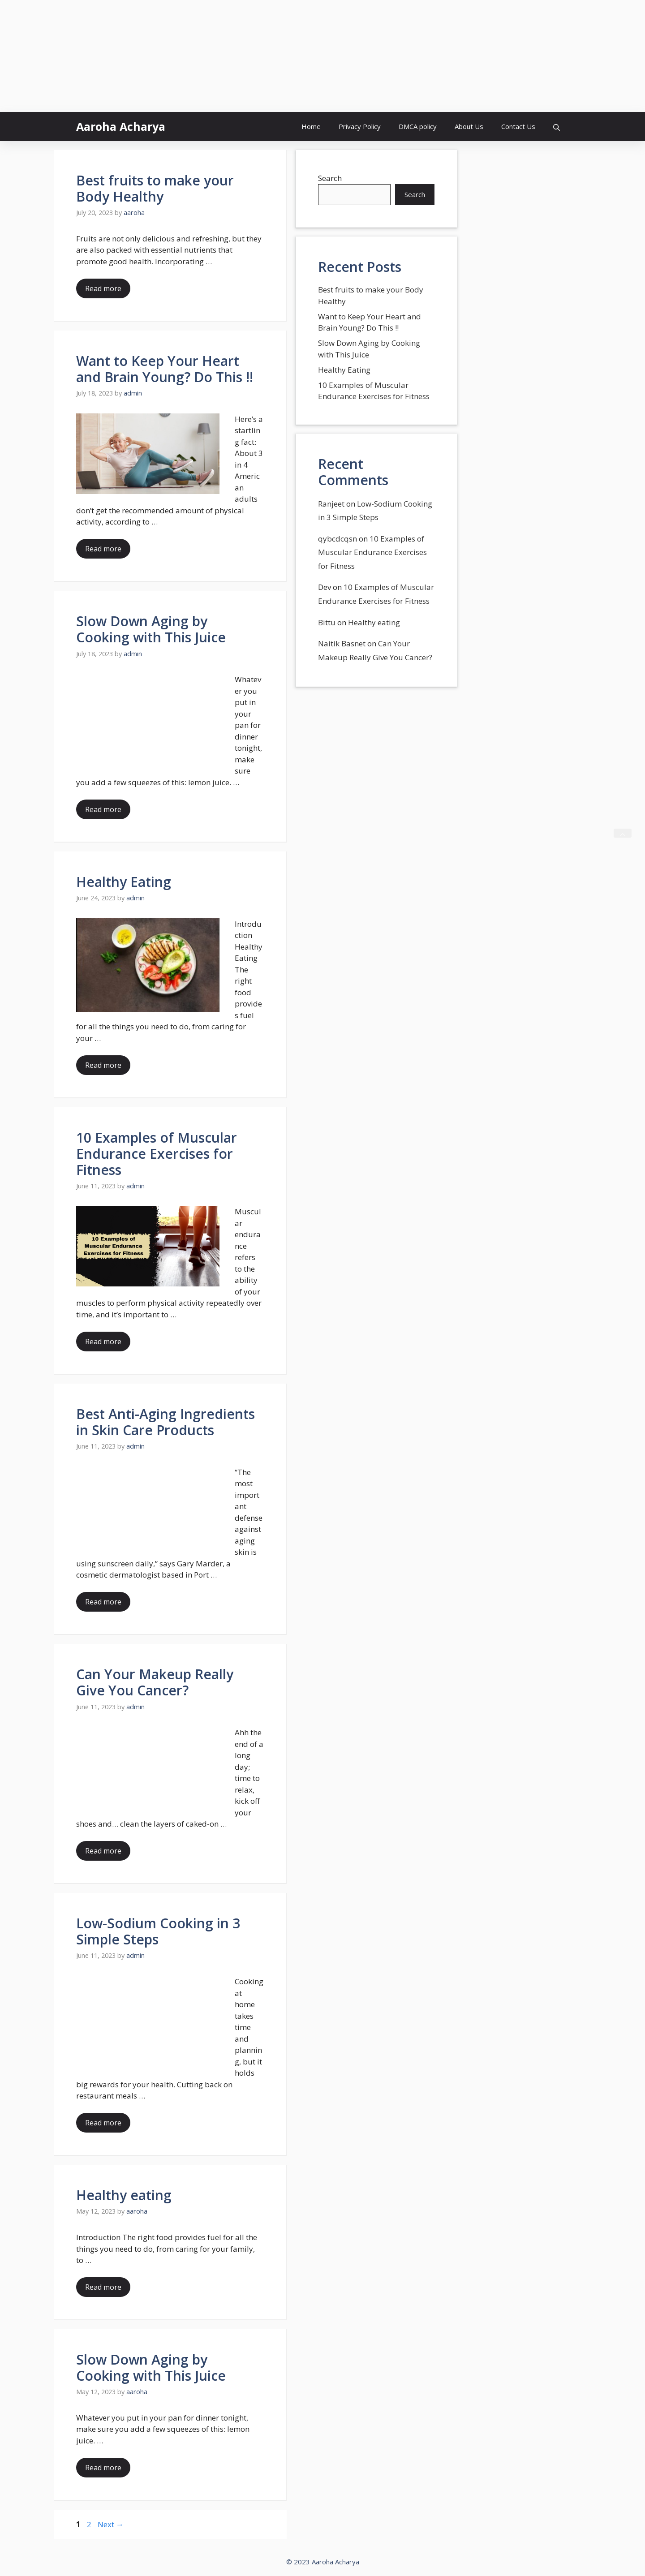 Aaroha Acharya
Home
Privacy Policy
DMCA policy
About Us
Contact Us
Best fruits to make your
Body Healthy
July 20, 2023 by aaroha
Fruits are not only delicious and refreshing, but they
are also packed with essential nutrients that
promote good health. Incorporating …
Read more
Want to Keep Your Heart
and Brain Young? Do This !!
July 18, 2023 by admin
Here’s a
startlin
g fact:
About 3
in 4
Americ
an
adults
don’t get the recommended amount of physical
activity, according to …
Read more
Slow Down Aging by
Cooking with This Juice
July 18, 2023 by admin
Whatev
er you
put in
your
pan for
dinner
tonight,
make
sure
you add a few squeezes of this: lemon juice. …
Read more
Healthy Eating
June 24, 2023 by admin
Introdu
ction
Healthy
Eating
The
right
food
provide
s fuel
for all the things you need to do, from caring for
your …
Read more
10 Examples of Muscular
Endurance Exercises for
Fitness
June 11, 2023 by admin
10 Examples of
Muscular Endurance
Exercises for Fitness
Muscul
ar
endura
nce
refers
to the
ability
of your
muscles to perform physical activity repeatedly over
time, and it’s important to …
Read more
Best Anti-Aging Ingredients
in Skin Care Products
June 11, 2023 by admin
“The
most
import
ant
defense
against
aging
skin is
using sunscreen daily,” says Gary Marder, a
cosmetic dermatologist based in Port …
Read more
Can Your Makeup Really
Give You Cancer?
June 11, 2023 by admin
Ahh the
end of a
long
day;
time to
relax,
kick off
your
shoes and… clean the layers of caked-on …
Read more
Low-Sodium Cooking in 3
Simple Steps
June 11, 2023 by admin
Cooking
at
home
takes
time
and
plannin
g, but it
holds
big rewards for your health. Cutting back on
restaurant meals …
Read more
Healthy eating
May 12, 2023 by aaroha
Introduction The right food provides fuel for all the
things you need to do, from caring for your family,
to …
Read more
Slow Down Aging by
Cooking with This Juice
May 12, 2023 by aaroha
Whatever you put in your pan for dinner tonight,
make sure you add a few squeezes of this: lemon
juice. …
Read more
1 2 Next →
Search
Search
Recent Posts
Best fruits to make your Body
Healthy
Want to Keep Your Heart and
Brain Young? Do This !!
Slow Down Aging by Cooking
with This Juice
Healthy Eating
10 Examples of Muscular
Endurance Exercises for Fitness
Recent
Comments
Ranjeet on Low-Sodium Cooking
in 3 Simple Steps
qybcdcqsn on 10 Examples of
Muscular Endurance Exercises
for Fitness
Dev on 10 Examples of Muscular
Endurance Exercises for Fitness
Bittu on Healthy eating
Naitik Basnet on Can Your
Makeup Really Give You Cancer?
© 2023 Aaroha Acharya